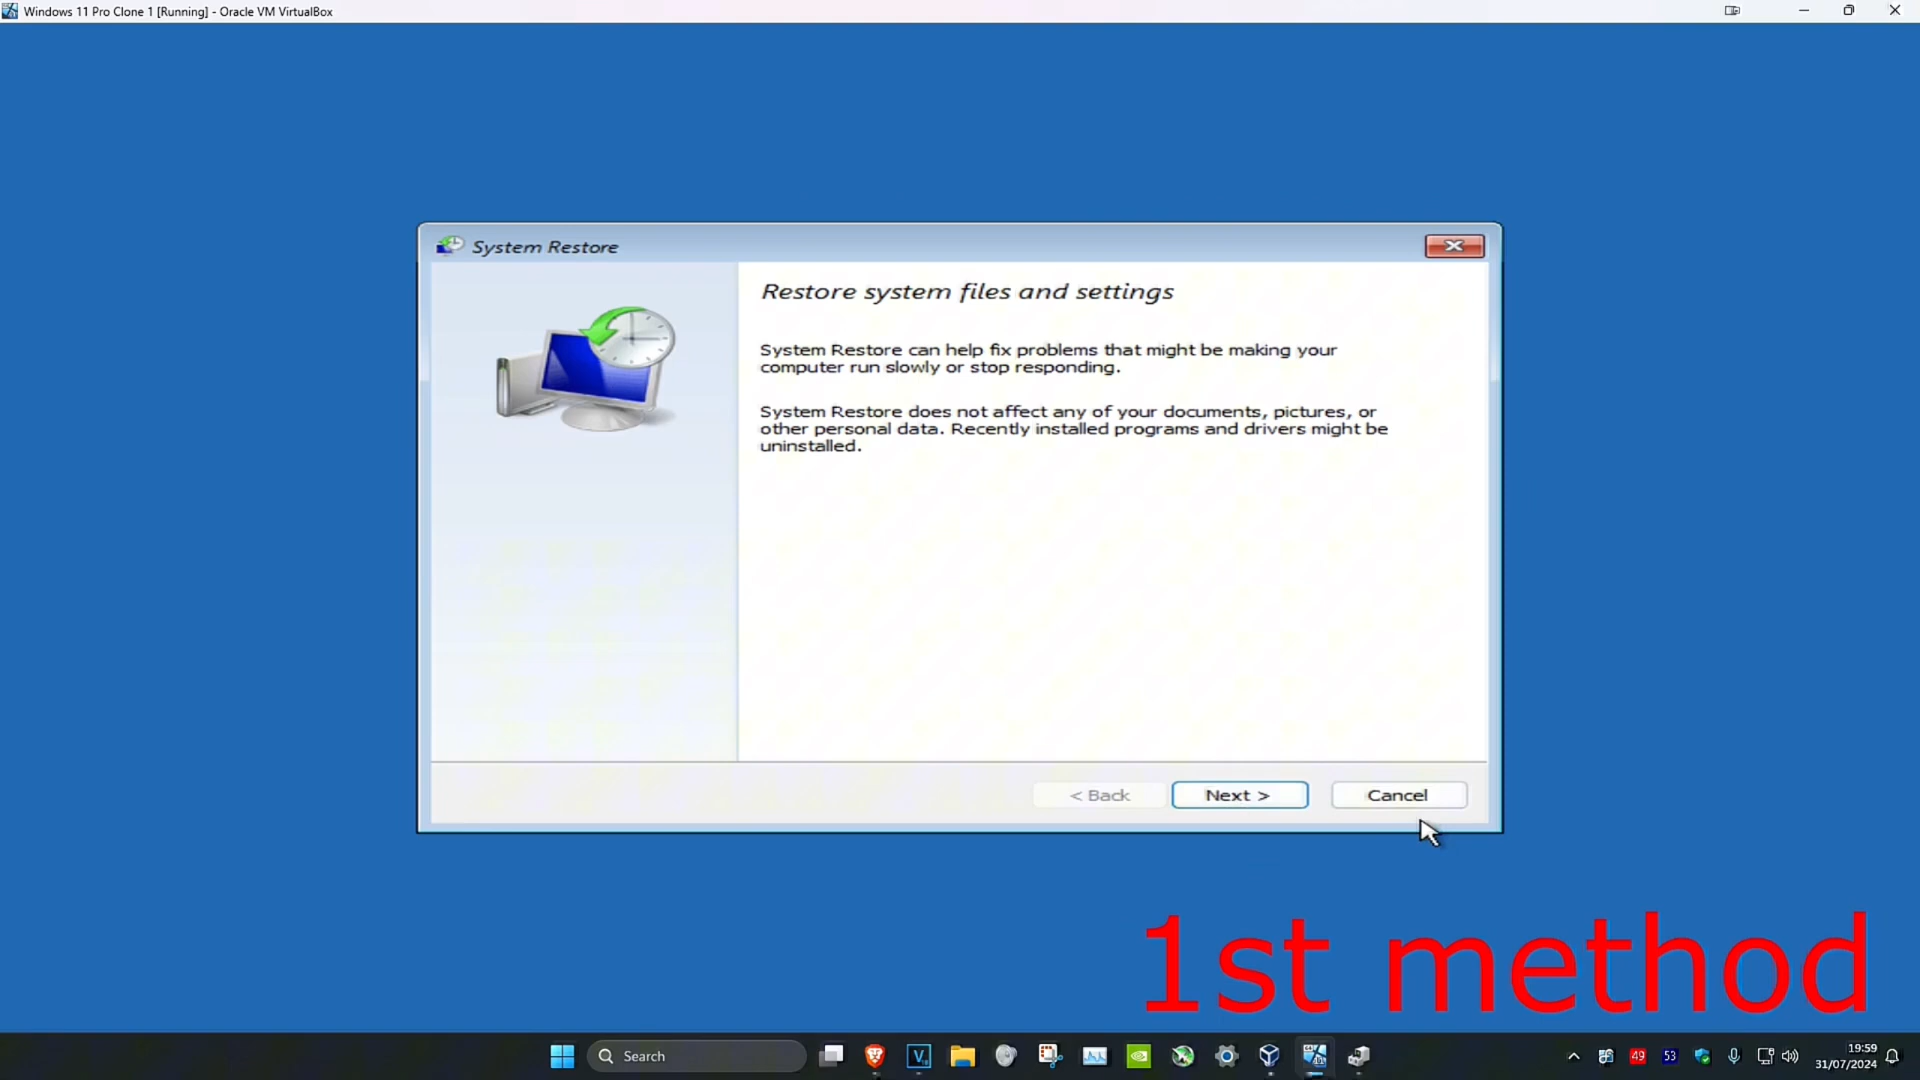 Windows 11 Pro Clone 1 [Running] - Oracle VM VirtualBox
System Restore
Restore system files and settings
System Restore can help fix problems that might be making your
computer run slowly or stop responding.
System Restore does not affect any of your documents, pictures, or
other personal data. Recently installed programs and drivers might be
uninstalled.
< Back
Next >
Cancel
1st method
Search
49
53
19:59
31/07/2024